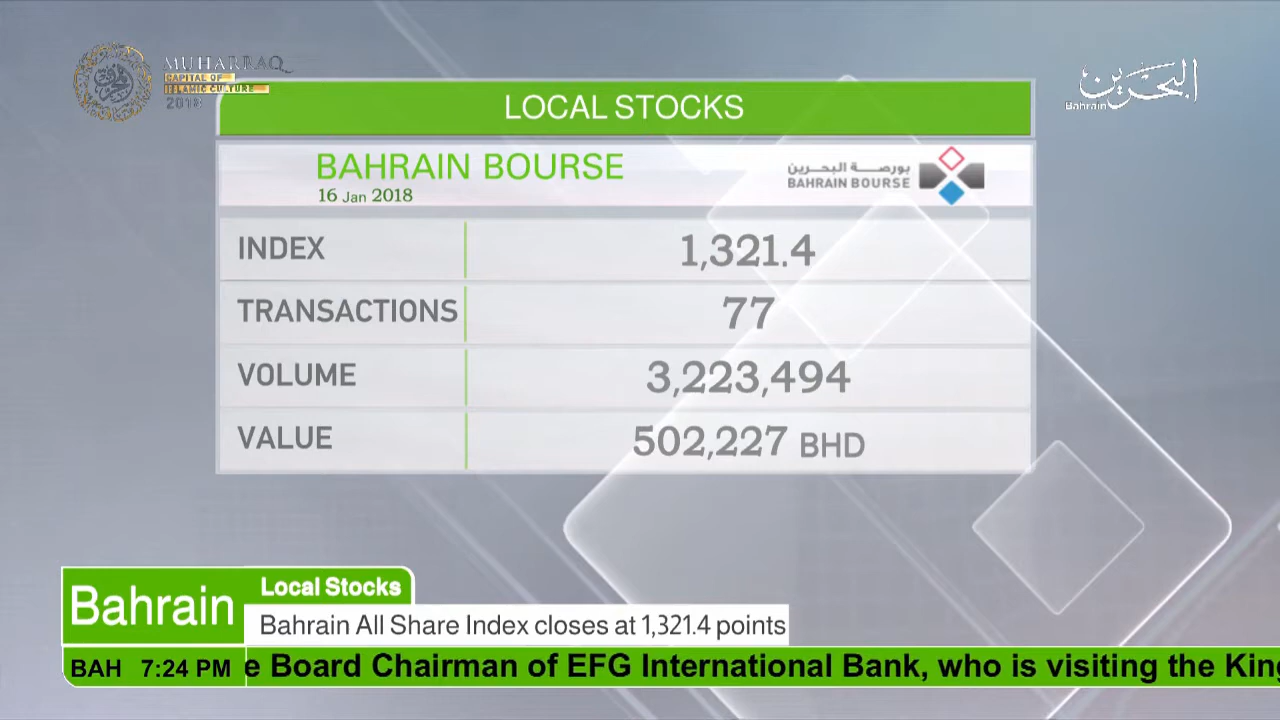 MUHARRAQ
CAPITAL OF
ISLAMIC CULTURE
2018
البحرين
Bahrain
LOCAL STOCKS
BAHRAIN BOURSE
16 Jan 2018
بورصة البحرين
BAHRAIN BOURSE
INDEX 1,321.4
TRANSACTIONS 77
VOLUME 3,223,494
VALUE 502,227 BHD
Bahrain
Local Stocks
Bahrain All Share Index closes at 1,321.4 points
BAH 7:24 PM e Board Chairman of EFG International Bank, who is visiting the King